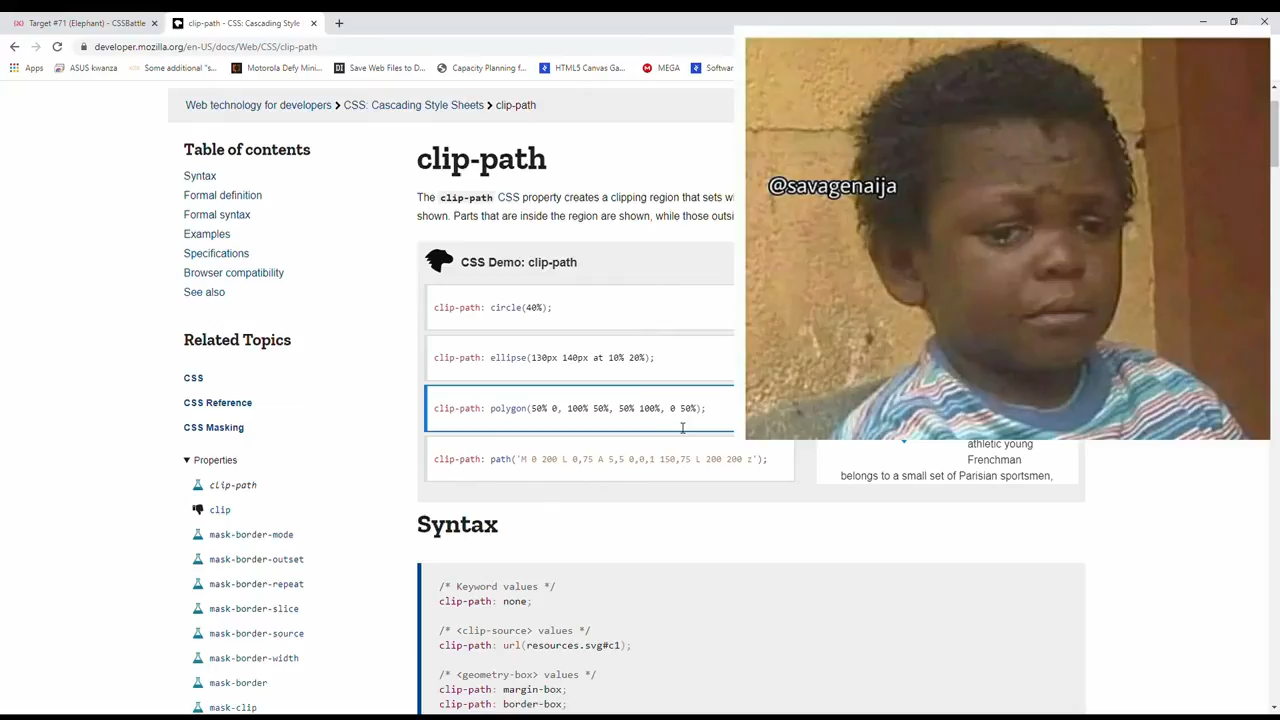 Target #71 (Elephant) - CSSBattle
clip-path - CSS: Cascading Style
developer.mozilla.org/en-US/docs/Web/CSS/clip-path
Apps
ASUS kwanza
Some additional "s...
Motorola Defy Mini...
Save Web Files to D...
Capacity Planning f...
HTML5 Canvas Ga...
MEGA
Softwar
Web technology for developers
CSS: Cascading Style Sheets
clip-path
Table of contents
Syntax
Formal definition
Formal syntax
Examples
Specifications
Browser compatibility
See also
Related Topics
CSS
CSS Reference
CSS Masking
Properties
clip-path
clip
mask-border-mode
mask-border-outset
mask-border-repeat
mask-border-slice
mask-border-source
mask-border-width
mask-border
mask-clip
clip-path
The clip-path CSS property creates a clipping region that sets w
shown. Parts that are inside the region are shown, while those outsi
CSS Demo: clip-path
clip-path: circle(40%);
clip-path: ellipse(130px 140px at 10% 20%);
clip-path: polygon(50% 0, 100% 50%, 50% 100%, 0 50%);
clip-path: path('M 0 200 L 0,75 A 5,5 0,0,1 150,75 L 200 200 z');
Syntax
/* Keyword values */
clip-path: none;
/* <clip-source> values */
clip-path: url(resources.svg#c1);
/* <geometry-box> values */
clip-path: margin-box;
clip-path: border-box;
@savagenaija
athletic young
Frenchman
belongs to a small set of Parisian sportsmen,